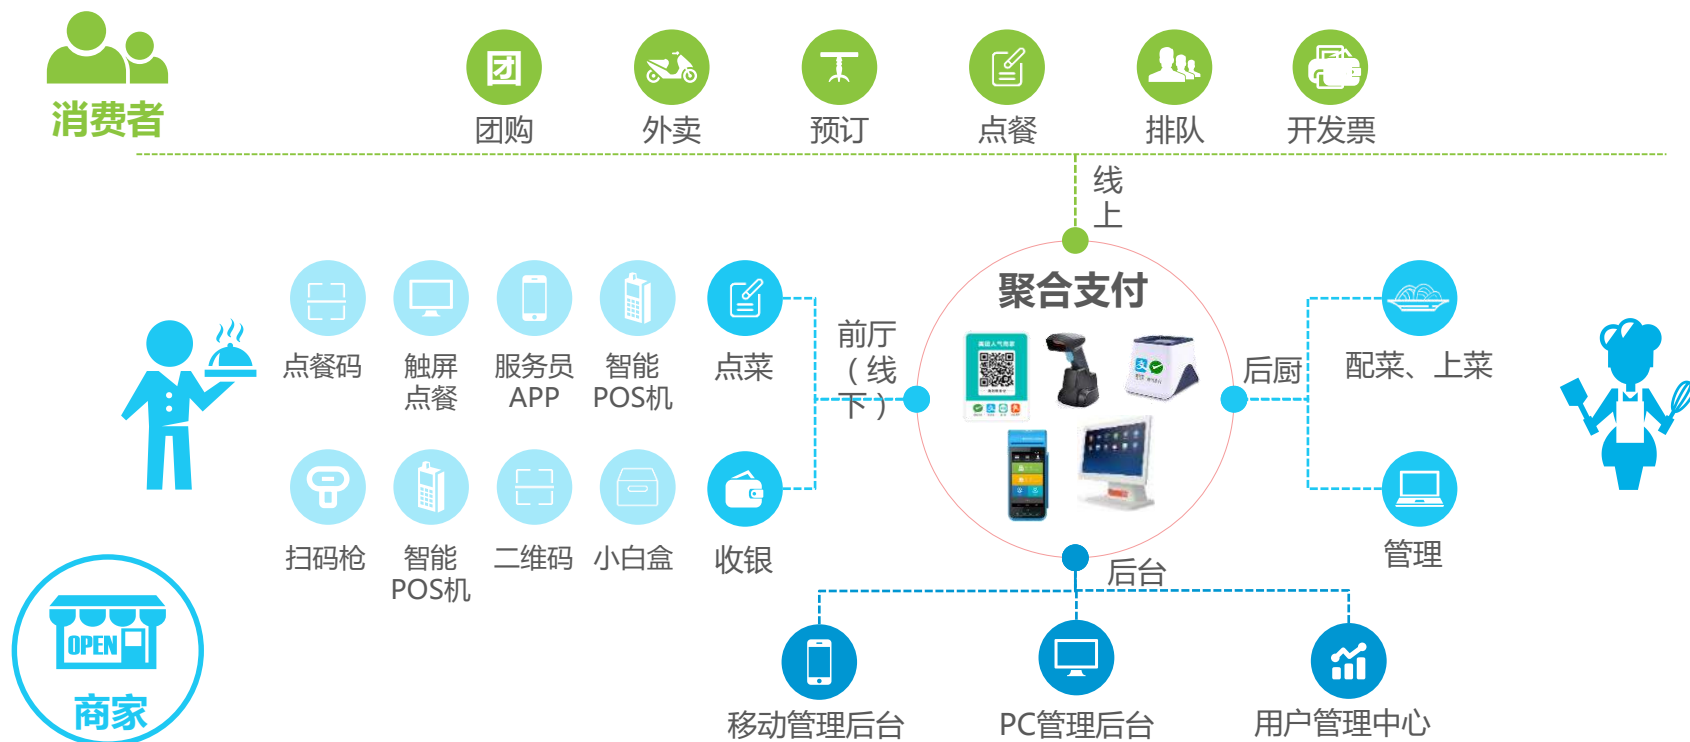 消费者
团
团购
外卖
预订
点餐
排队
开发票
线
上
聚合支付
点餐码
触屏
点餐
服务员
APP
智能
POS机
点菜
前厅
（线
下）
后厨
配菜、上菜
扫码枪
智能
POS机
二维码
小白盒
收银
后台
管理
OPEN
商家
移动管理后台
PC管理后台
用户管理中心